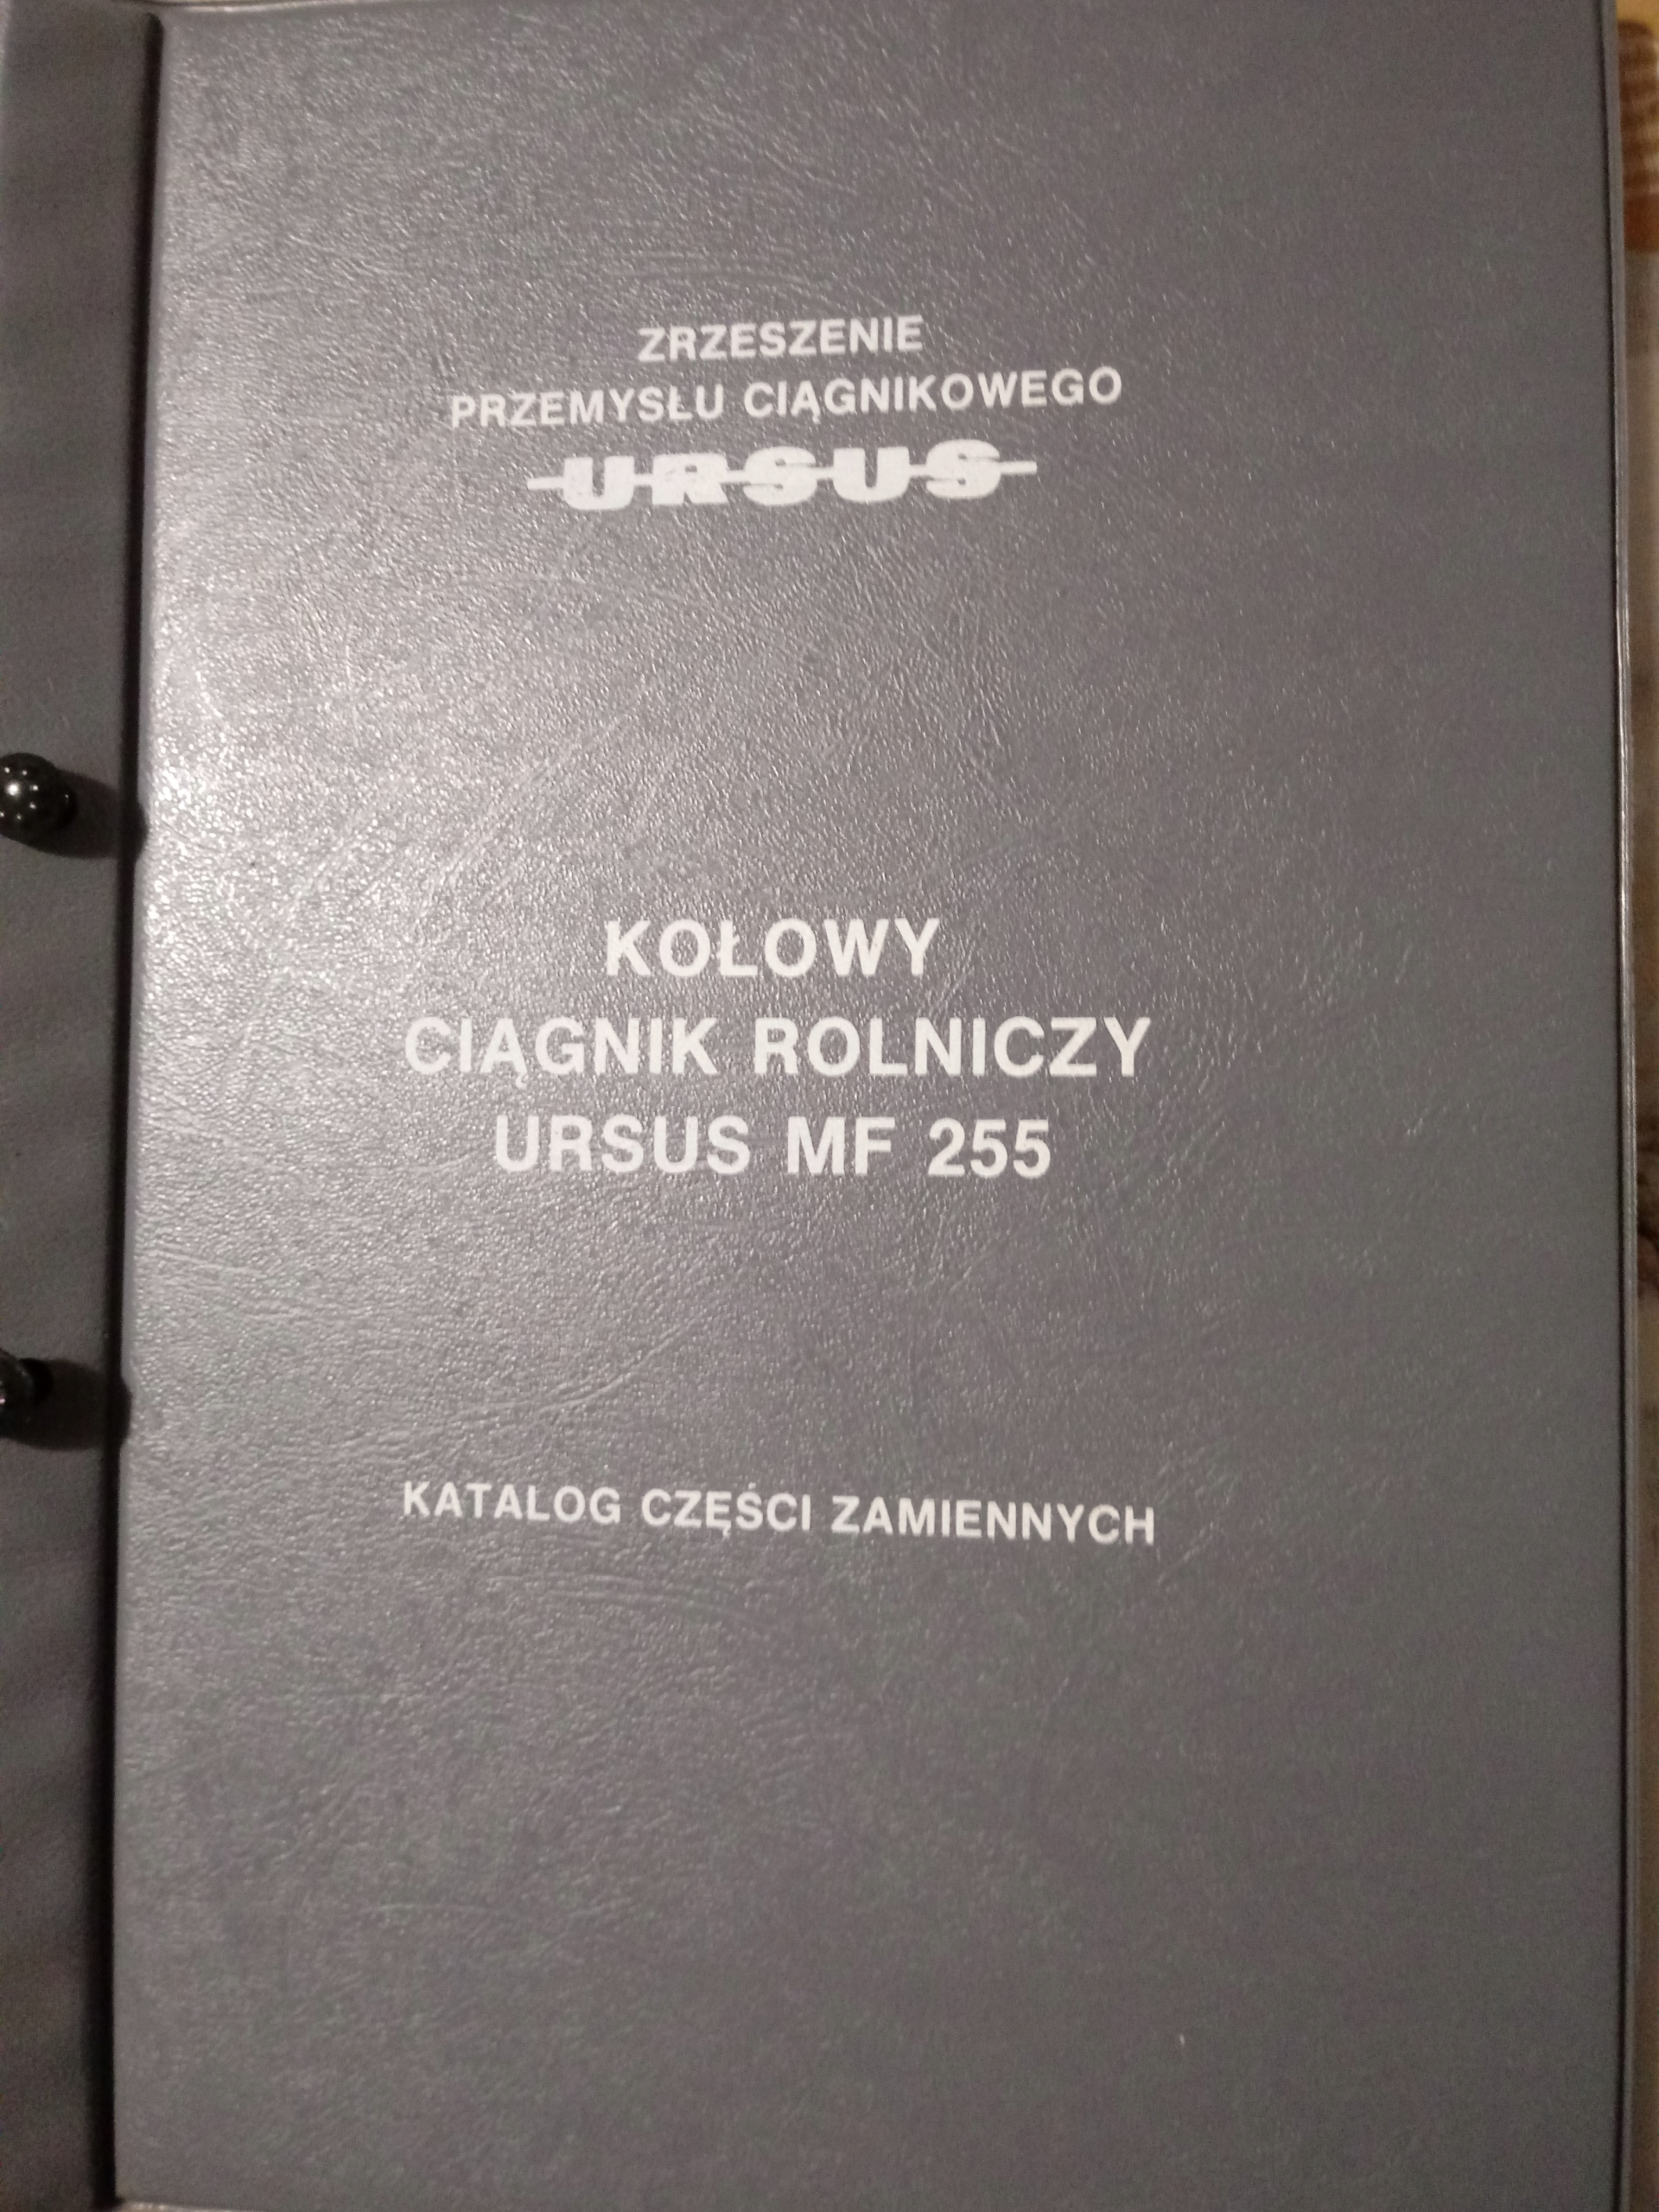 ZRZESZENIE
PRZEMYSŁU CIĄGNIKOWEGO
URSUS
KOŁOWY
CIĄGNIK ROLNICZY
URSUS MF 255
KATALOG CZĘŚCI ZAMIENNYCH